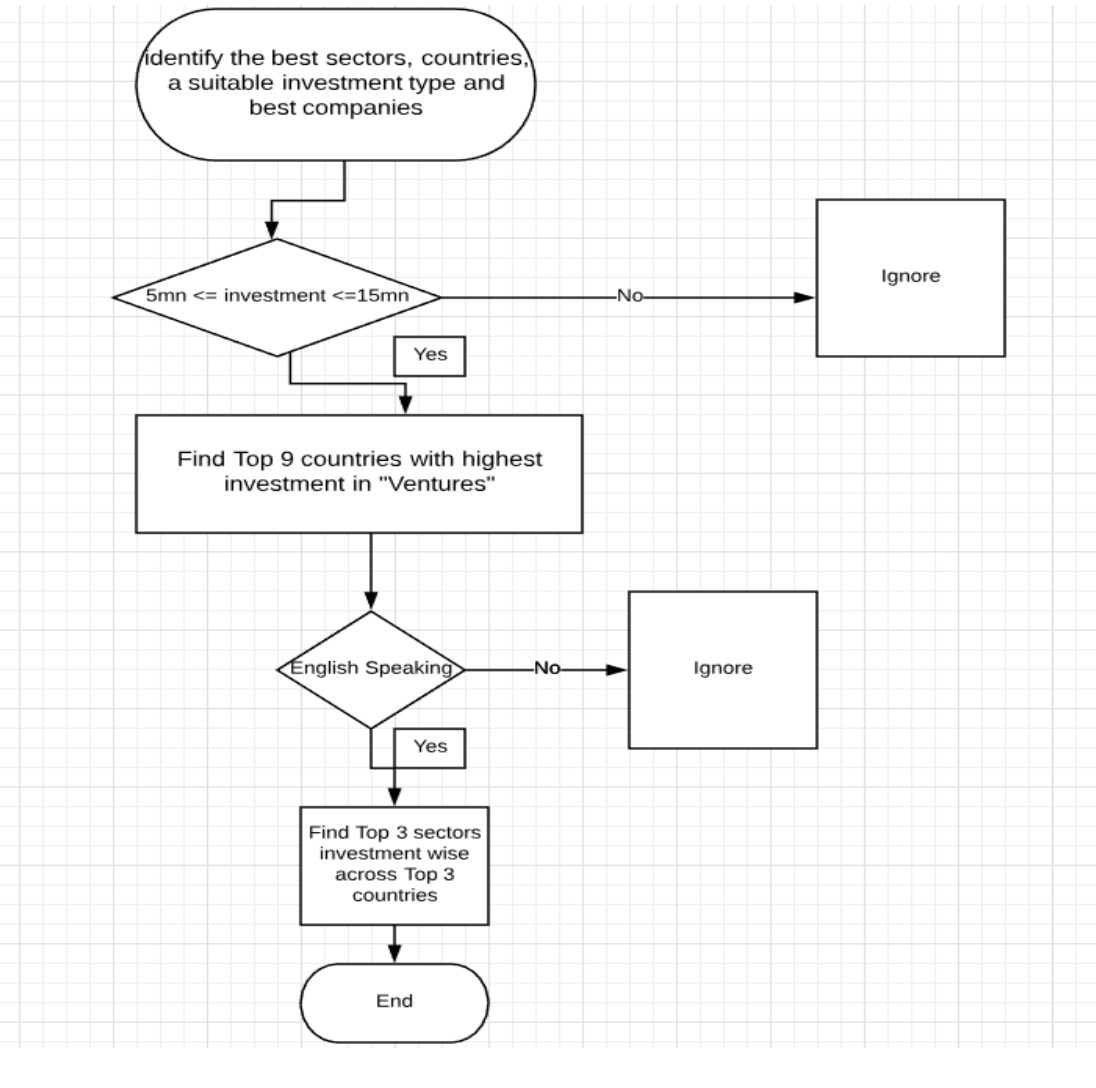 identify the best sectors, countries,
a suitable investment type and
best companies
5mn <= investment <=15mn
No
Ignore
Yes
Find Top 9 countries with highest
investment in "Ventures"
English Speaking
No
Ignore
Yes
Find Top 3 sectors
investment wise
across Top 3
countries
End